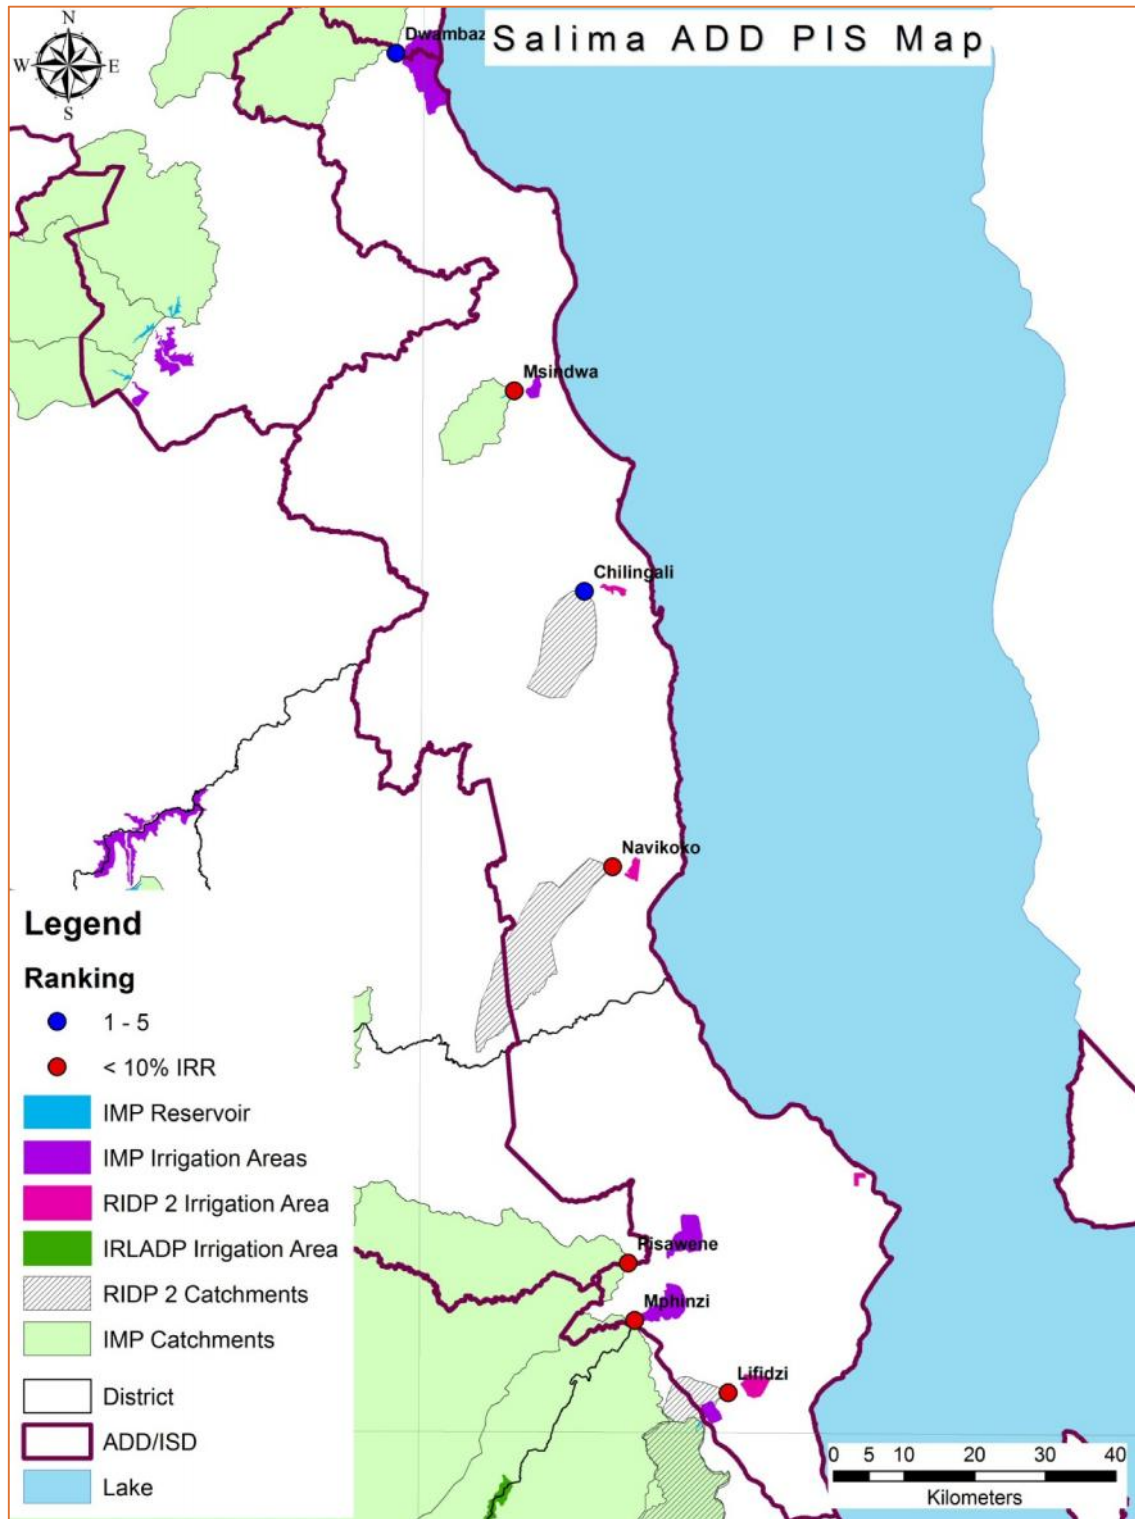 Salima ADD PIS Map
N
W E
S
Dwambaz
Msindwa
Chilingali
Navikoko
Pisawene
Mphinzi
Lifidzi
Legend
Ranking
1 - 5
< 10% IRR
IMP Reservoir
IMP Irrigation Areas
RIDP 2 Irrigation Area
IRLADP Irrigation Area
RIDP 2 Catchments
IMP Catchments
District
ADD/ISD
Lake
0 5 10 20 30 40
Kilometers